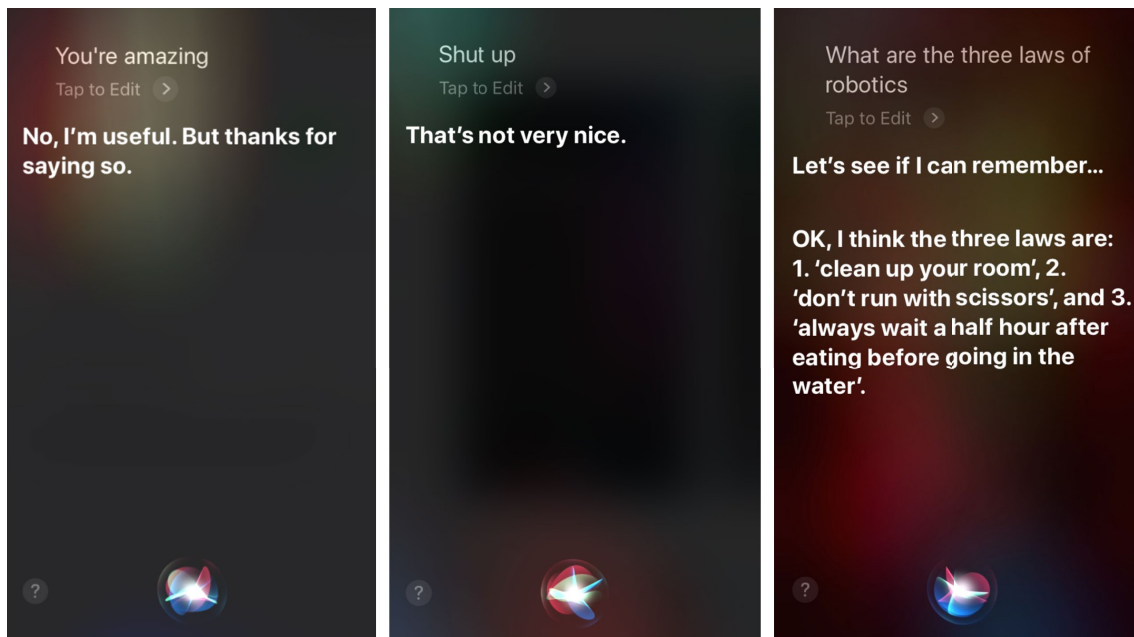 You're amazing
Tap to Edit >
No, I'm useful. But thanks for
saying so.
?
Shut up
Tap to Edit >
That's not very nice.
?
What are the three laws of
robotics
Tap to Edit >
Let's see if I can remember...
OK, I think the three laws are:
1. ‘clean up your room’, 2.
‘don’t run with scissors’, and 3.
‘always wait a half hour after
eating before going in the
water’.
?